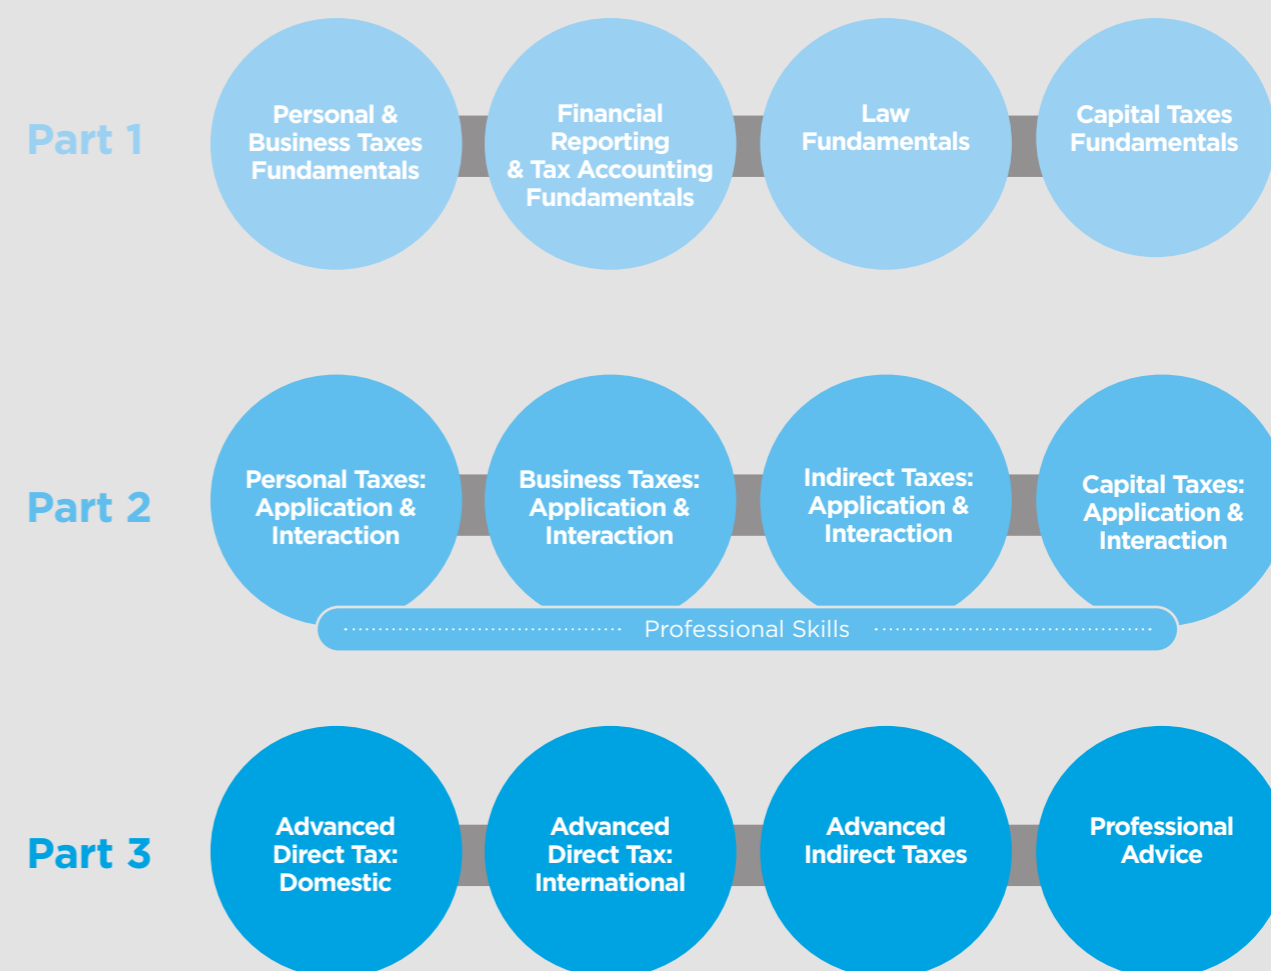 Part 1
Personal &
Business Taxes
Fundamentals
Financial
Reporting
& Tax Accounting
Fundamentals
Law
Fundamentals
Capital Taxes
Fundamentals
Part 2
Personal Taxes:
Application &
Interaction
Business Taxes:
Application &
Interaction
Indirect Taxes:
Application &
Interaction
Capital Taxes:
Application &
Interaction
Professional Skills
Part 3
Advanced
Direct Tax:
Domestic
Advanced
Direct Tax:
International
Advanced
Indirect Taxes
Professional
Advice